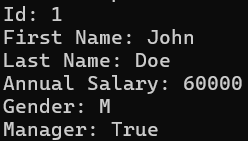 Id: 1
First Name: John
Last Name: Doe
Annual Salary: 60000
Gender: M
Manager: True